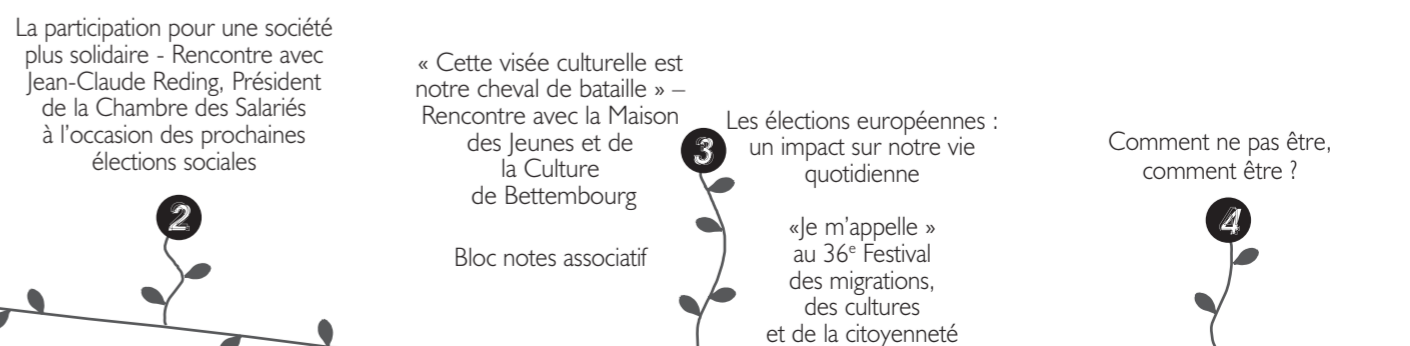 La participation pour une société
plus solidaire - Rencontre avec
Jean-Claude Reding, Président
de la Chambre des Salariés
à l'occasion des prochaines
élections sociales
2
« Cette visée culturelle est
notre cheval de bataille » –
Rencontre avec la Maison
des Jeunes et de
la Culture
de Bettembourg
Bloc notes associatif
3
Les élections européennes :
un impact sur notre vie
quotidienne
«Je m'appelle »
au 36e Festival
des migrations,
des cultures
et de la citoyenneté
Comment ne pas être,
comment être ?
4